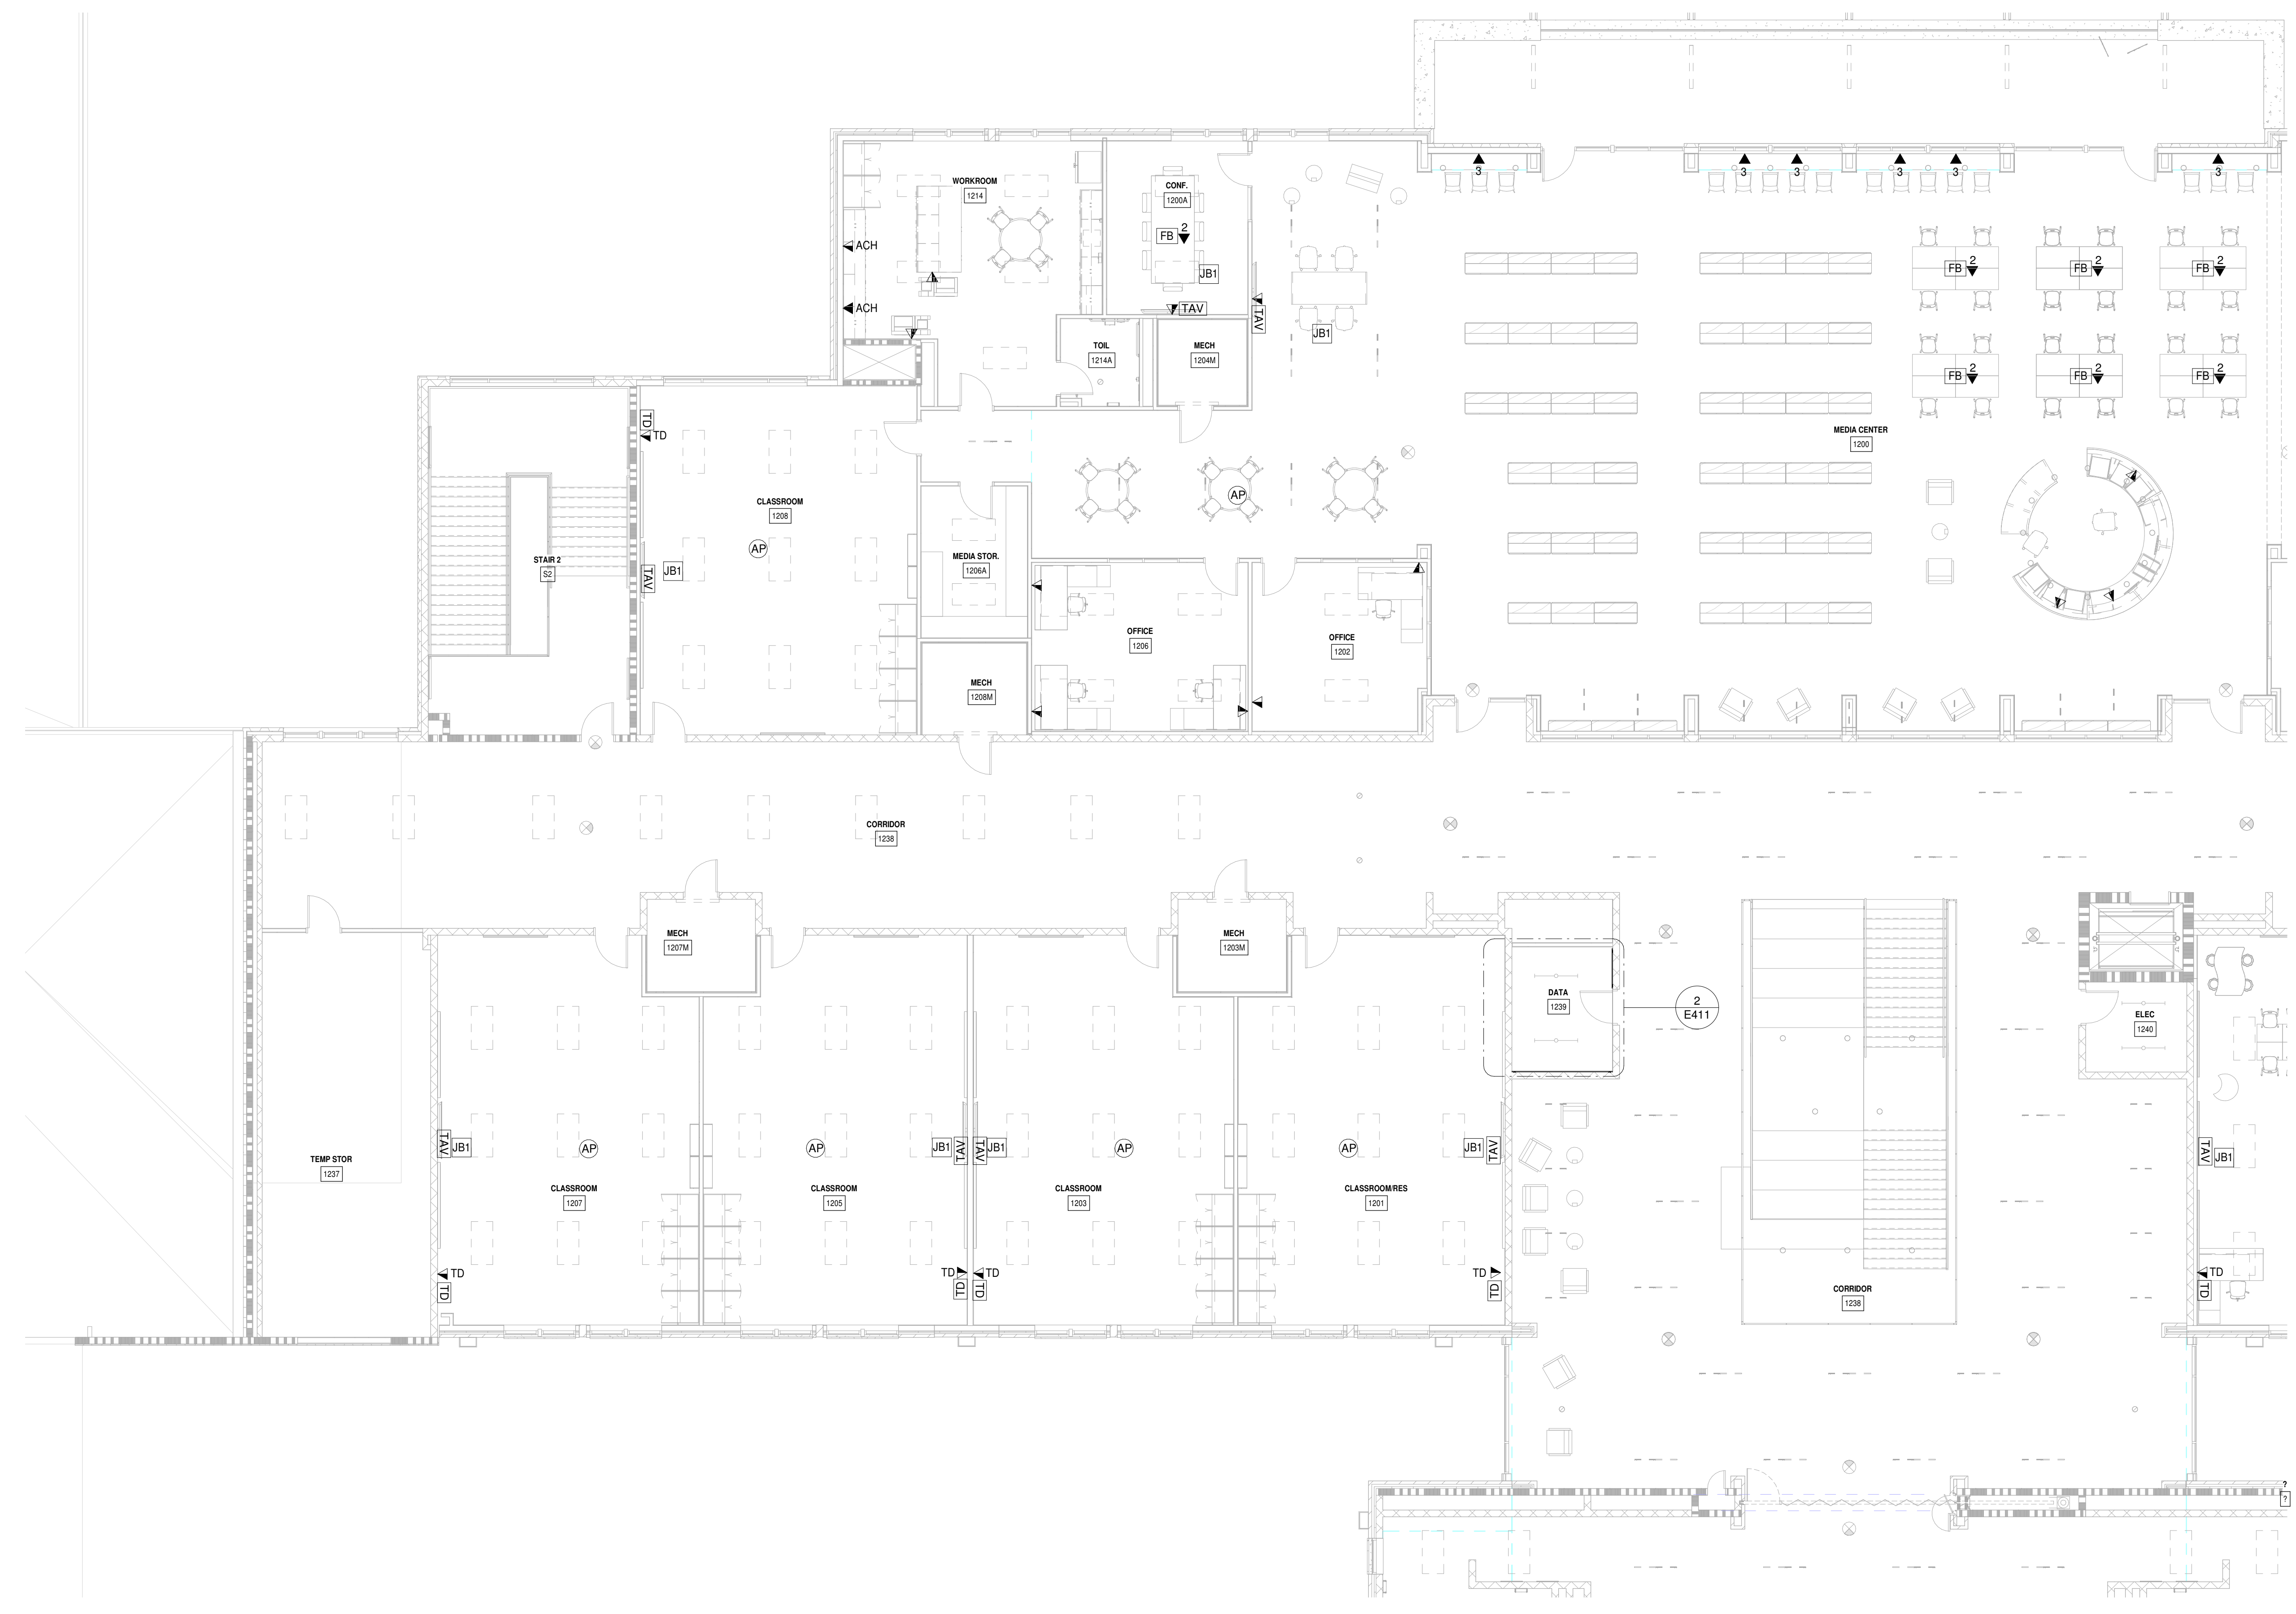 3
3
3
3
3
3
WORKROOM
1214
CONF.
1200A
FB
2
JB1
TAV
TAV
JB1
ACH
ACH
TOIL
1214A
MECH
1204M
FB
2
FB
2
FB
2
FB
2
FB
2
FB
2
MEDIA CENTER
1200
TD
TD
CLASSROOM
1208
AP
AP
STAIR 2
S2
TAV
JB1
MEDIA STOR.
1206A
OFFICE
1206
OFFICE
1202
MECH
1208M
CORRIDOR
1238
MECH
1207M
MECH
1203M
DATA
1239
2
E411
ELEC
1240
TAV
JB1
AP
AP
JB1
TAV
TAV
JB1
AP
AP
JB1
TAV
TAV
JB1
TEMP STOR
1237
CLASSROOM
1207
CLASSROOM
1205
CLASSROOM
1203
CLASSROOM/RES
1201
TD
TD
TD
TD
TD
TD
TD
TD
TD
TD
CORRIDOR
1238
?
?